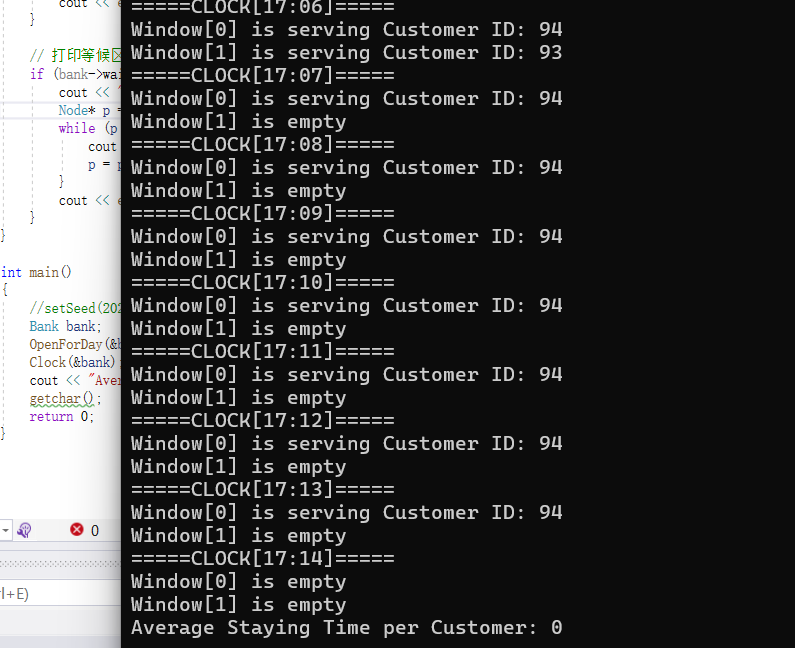 cout <<
}
// 打印等候区
if (bank->wai
cout << "
Node* p =
while (p
cout
p = p
}
cout << e
}
}
int main()
{
//setSeed(202
Bank bank;
OpenForDay(&b
Clock(&bank)
cout << "Aver
getchar();
return 0;
}
0
l+E)
=====CLOCK[17:06]=====
Window[0] is serving Customer ID: 94
Window[1] is serving Customer ID: 93
=====CLOCK[17:07]=====
Window[0] is serving Customer ID: 94
Window[1] is empty
=====CLOCK[17:08]=====
Window[0] is serving Customer ID: 94
Window[1] is empty
=====CLOCK[17:09]=====
Window[0] is serving Customer ID: 94
Window[1] is empty
=====CLOCK[17:10]=====
Window[0] is serving Customer ID: 94
Window[1] is empty
=====CLOCK[17:11]=====
Window[0] is serving Customer ID: 94
Window[1] is empty
=====CLOCK[17:12]=====
Window[0] is serving Customer ID: 94
Window[1] is empty
=====CLOCK[17:13]=====
Window[0] is serving Customer ID: 94
Window[1] is empty
=====CLOCK[17:14]=====
Window[0] is empty
Window[1] is empty
Average Staying Time per Customer: 0